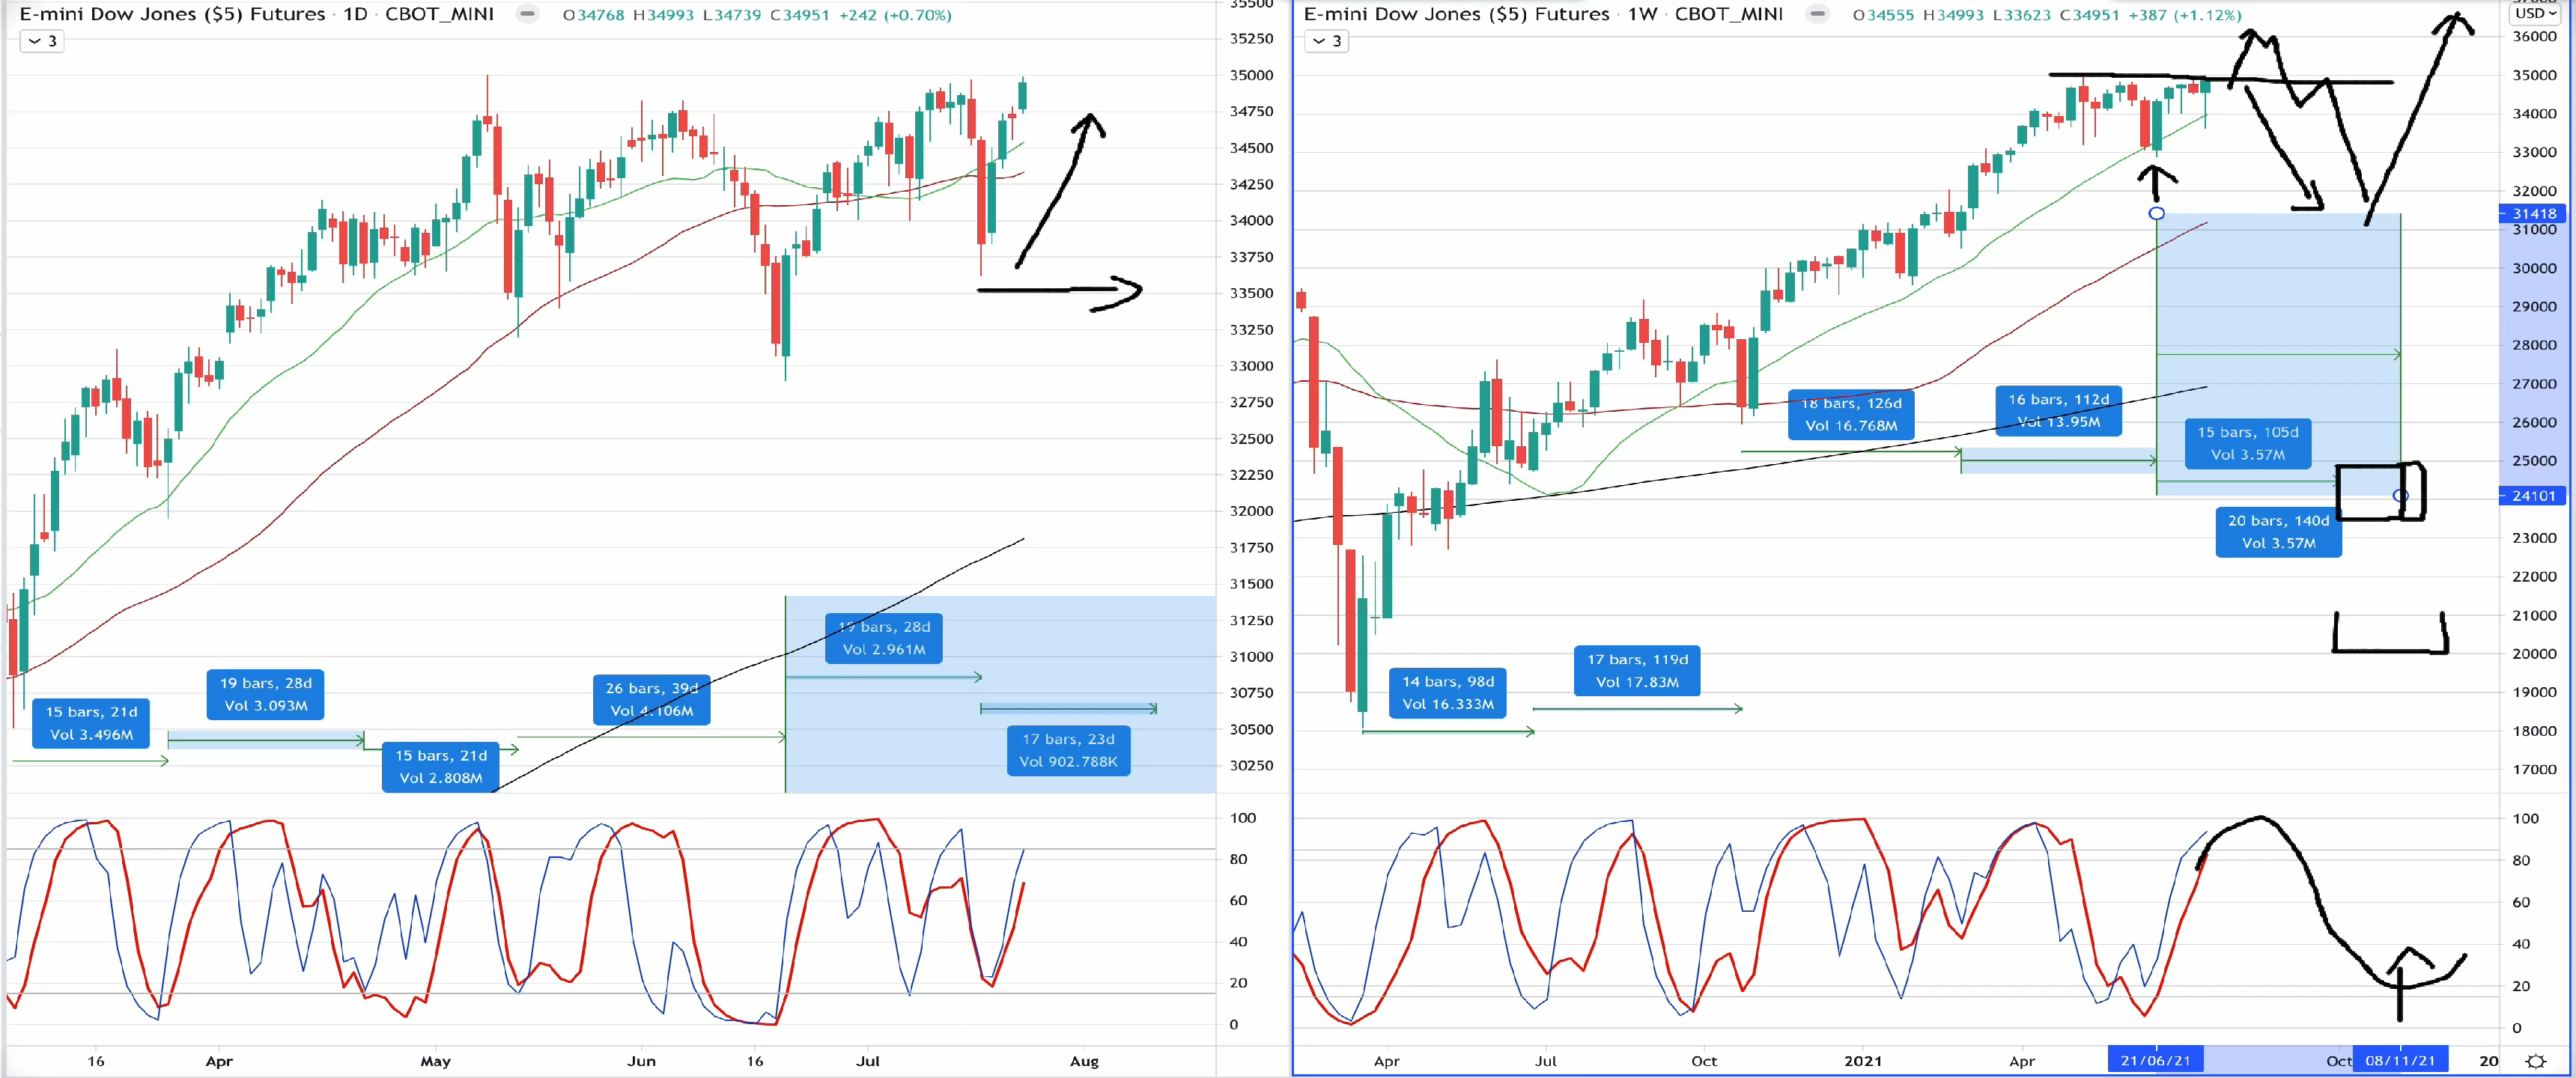 E-mini Dow Jones ($5) Futures · 1D · CBOT_MINI O34768 H34993 L34739 C34951 +242 (+0.70%)
3
35500
35250
35000
34750
34500
34250
34000
33750
33500
33250
33000
32750
32500
32250
32000
31750
31500
31250
31000
30750
30500
30250
15 bars, 21d
Vol 3.496M
19 bars, 28d
Vol 3.093M
15 bars, 21d
Vol 2.808M
26 bars, 39d
Vol 4.106M
19 bars, 28d
Vol 2.961M
17 bars, 23d
Vol 902.788K
100
80
60
40
20
0
16 Apr May Jun 16 Jul Aug
E-mini Dow Jones ($5) Futures · 1W · CBOT_MINI O34555 H34993 L33623 C34951 +387 (+1.12%)
3
USD
36000
35000
34000
33000
32000
31418
31000
30000
29000
28000
27000
26000
25000
24101
23000
22000
21000
20000
19000
18000
17000
18 bars, 126d
Vol 16.768M
16 bars, 112d
Vol 13.95M
15 bars, 105d
Vol 3.57M
20 bars, 140d
Vol 3.57M
14 bars, 98d
Vol 16.333M
17 bars, 119d
Vol 17.83M
100
80
60
40
20
0
Apr Jul Oct 2021 Apr 21/06/21 Oct 08/11/21 20